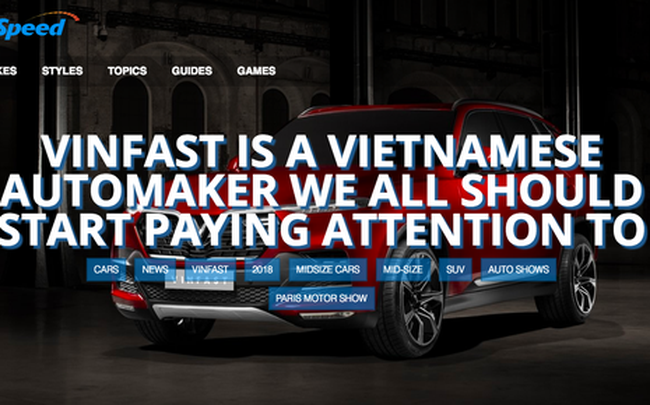 Speed
KES STYLES TOPICS GUIDES GAMES
VINFAST IS A VIETNAMESE
AUTOMAKER WE ALL SHOULD
START PAYING ATTENTION TO
CARS NEWS VINFAST 2018 MIDSIZE CARS MID-SIZE SUV AUTO SHOWS
VINFAST
PARIS MOTOR SHOW